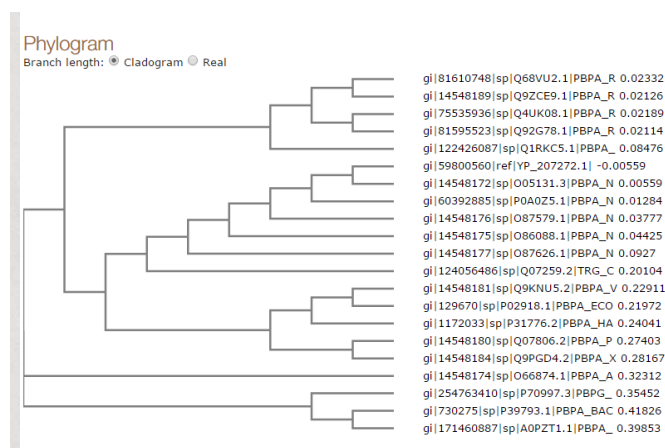 Phylogram
Branch length: Cladogram Real
gi|81610748|sp|Q68VU2.1|PBPA_R 0.02332
gi|14548189|sp|Q9ZCE9.1|PBPA_R 0.02126
gi|75535936|sp|Q4UK08.1|PBPA_R 0.02189
gi|81595523|sp|Q92G78.1|PBPA_R 0.02114
gi|122426087|sp|Q1RKC5.1|PBPA_ 0.08476
gi|59800560|ref|YP_207272.1| -0.00559
gi|14548172|sp|O05131.3|PBPA_N 0.00559
gi|60392885|sp|P0A0Z5.1|PBPA_N 0.01284
gi|14548176|sp|O87579.1|PBPA_N 0.03777
gi|14548175|sp|O86088.1|PBPA_N 0.04425
gi|14548177|sp|O87626.1|PBPA_N 0.0927
gi|124056486|sp|Q07259.2|TRG_C 0.20104
gi|14548181|sp|Q9KNU5.2|PBPA_V 0.22911
gi|129670|sp|P02918.1|PBPA_ECO 0.21972
gi|1172033|sp|P31776.2|PBPA_HA 0.24041
gi|14548180|sp|Q07806.2|PBPA_P 0.27403
gi|14548184|sp|Q9PGD4.2|PBPA_X 0.28167
gi|14548174|sp|O66874.1|PBPA_A 0.32312
gi|254763410|sp|P70997.3|PBPG_ 0.35452
gi|730275|sp|P39793.1|PBPA_BAC 0.41826
gi|171460887|sp|A0PZT1.1|PBPA_ 0.39853